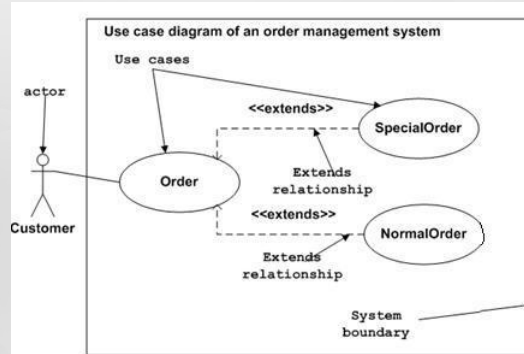 Use case diagram of an order management system
Use cases
actor
<<extends>>
SpecialOrder
Order
Extends
relationship
<<extends>>
Customer
NormalOrder
Extends
relationship
System
boundary